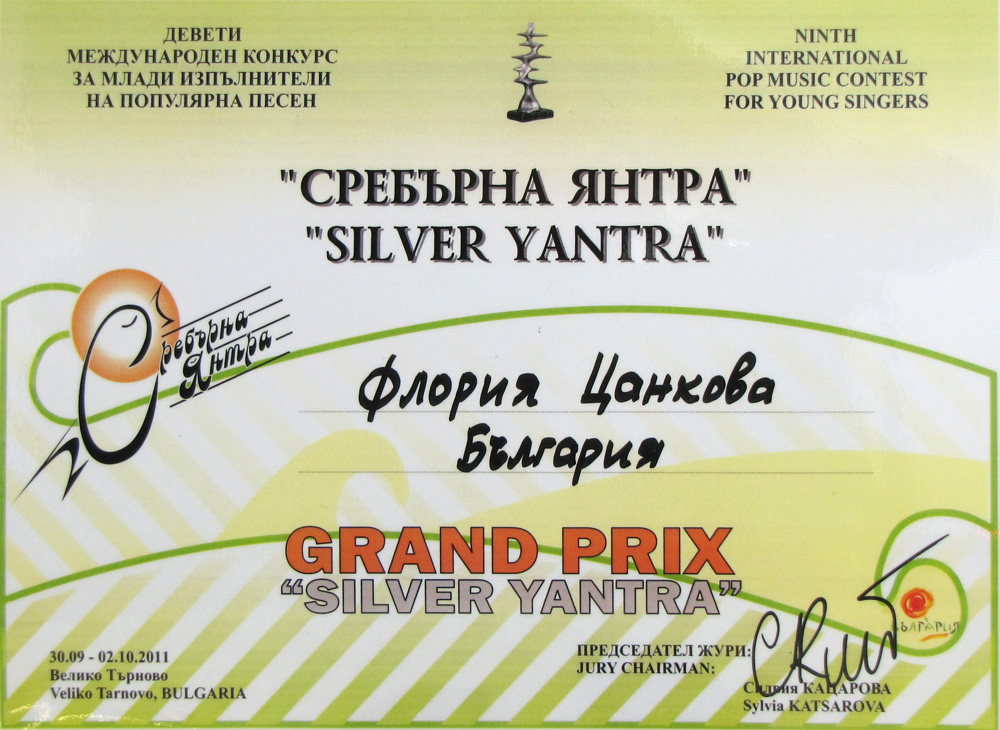 ДЕВЕТИ
МЕЖДУНАРОДЕН КОНКУРС
ЗА МЛАДИ ИЗПЪЛНИТЕЛИ
НА ПОПУЛЯРНА ПЕСЕН
NINTH
INTERNATIONAL
POP MUSIC CONTEST
FOR YOUNG SINGERS
"СРЕБЪРНА ЯНТРА"
"SILVER YANTRA"
Сребърна
Янтра
Флория Цанкова
България
GRAND PRIX
“SILVER YANTRA”
30.09 - 02.10.2011
Велико Търново
Veliko Tarnovo, BULGARIA
ПРЕДСЕДАТЕЛ ЖУРИ:
JURY CHAIRMAN:
Силвия КАЦАРОВА
Sylvia KATSAROVA
БЪЛГАРИЯ